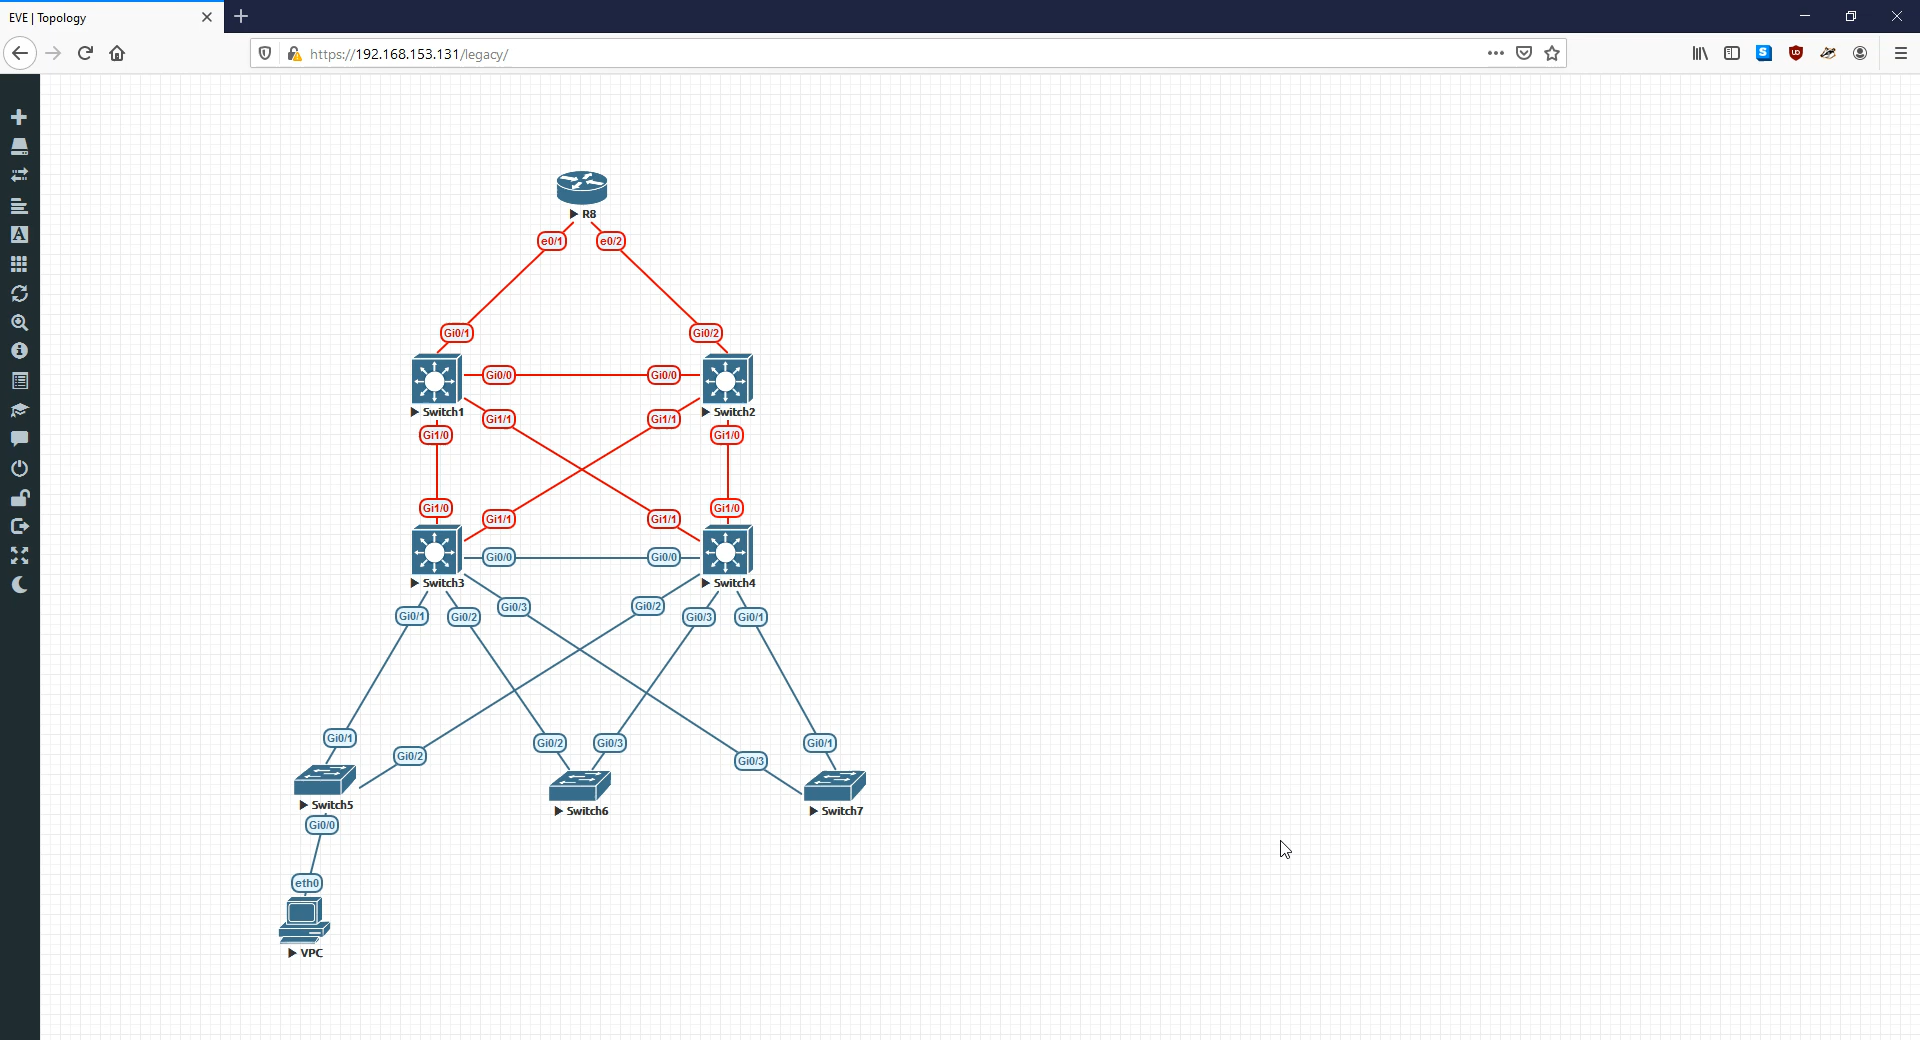 EVE | Topology
https://192.168.153.131/legacy/
R8
e0/1 e0/2
Gi0/1 Gi0/2
Gi0/0 Gi0/0
Switch1 Switch2
Gi1/1 Gi1/1
Gi1/0 Gi1/0
Gi1/0 Gi1/0
Gi1/1 Gi1/1
Gi0/0 Gi0/0
Switch3 Switch4
Gi0/1 Gi0/2 Gi0/3 Gi0/2 Gi0/3 Gi0/1
Gi0/1 Gi0/2 Gi0/2 Gi0/3 Gi0/3 Gi0/1
Switch5 Switch6 Switch7
Gi0/0
eth0
VPC